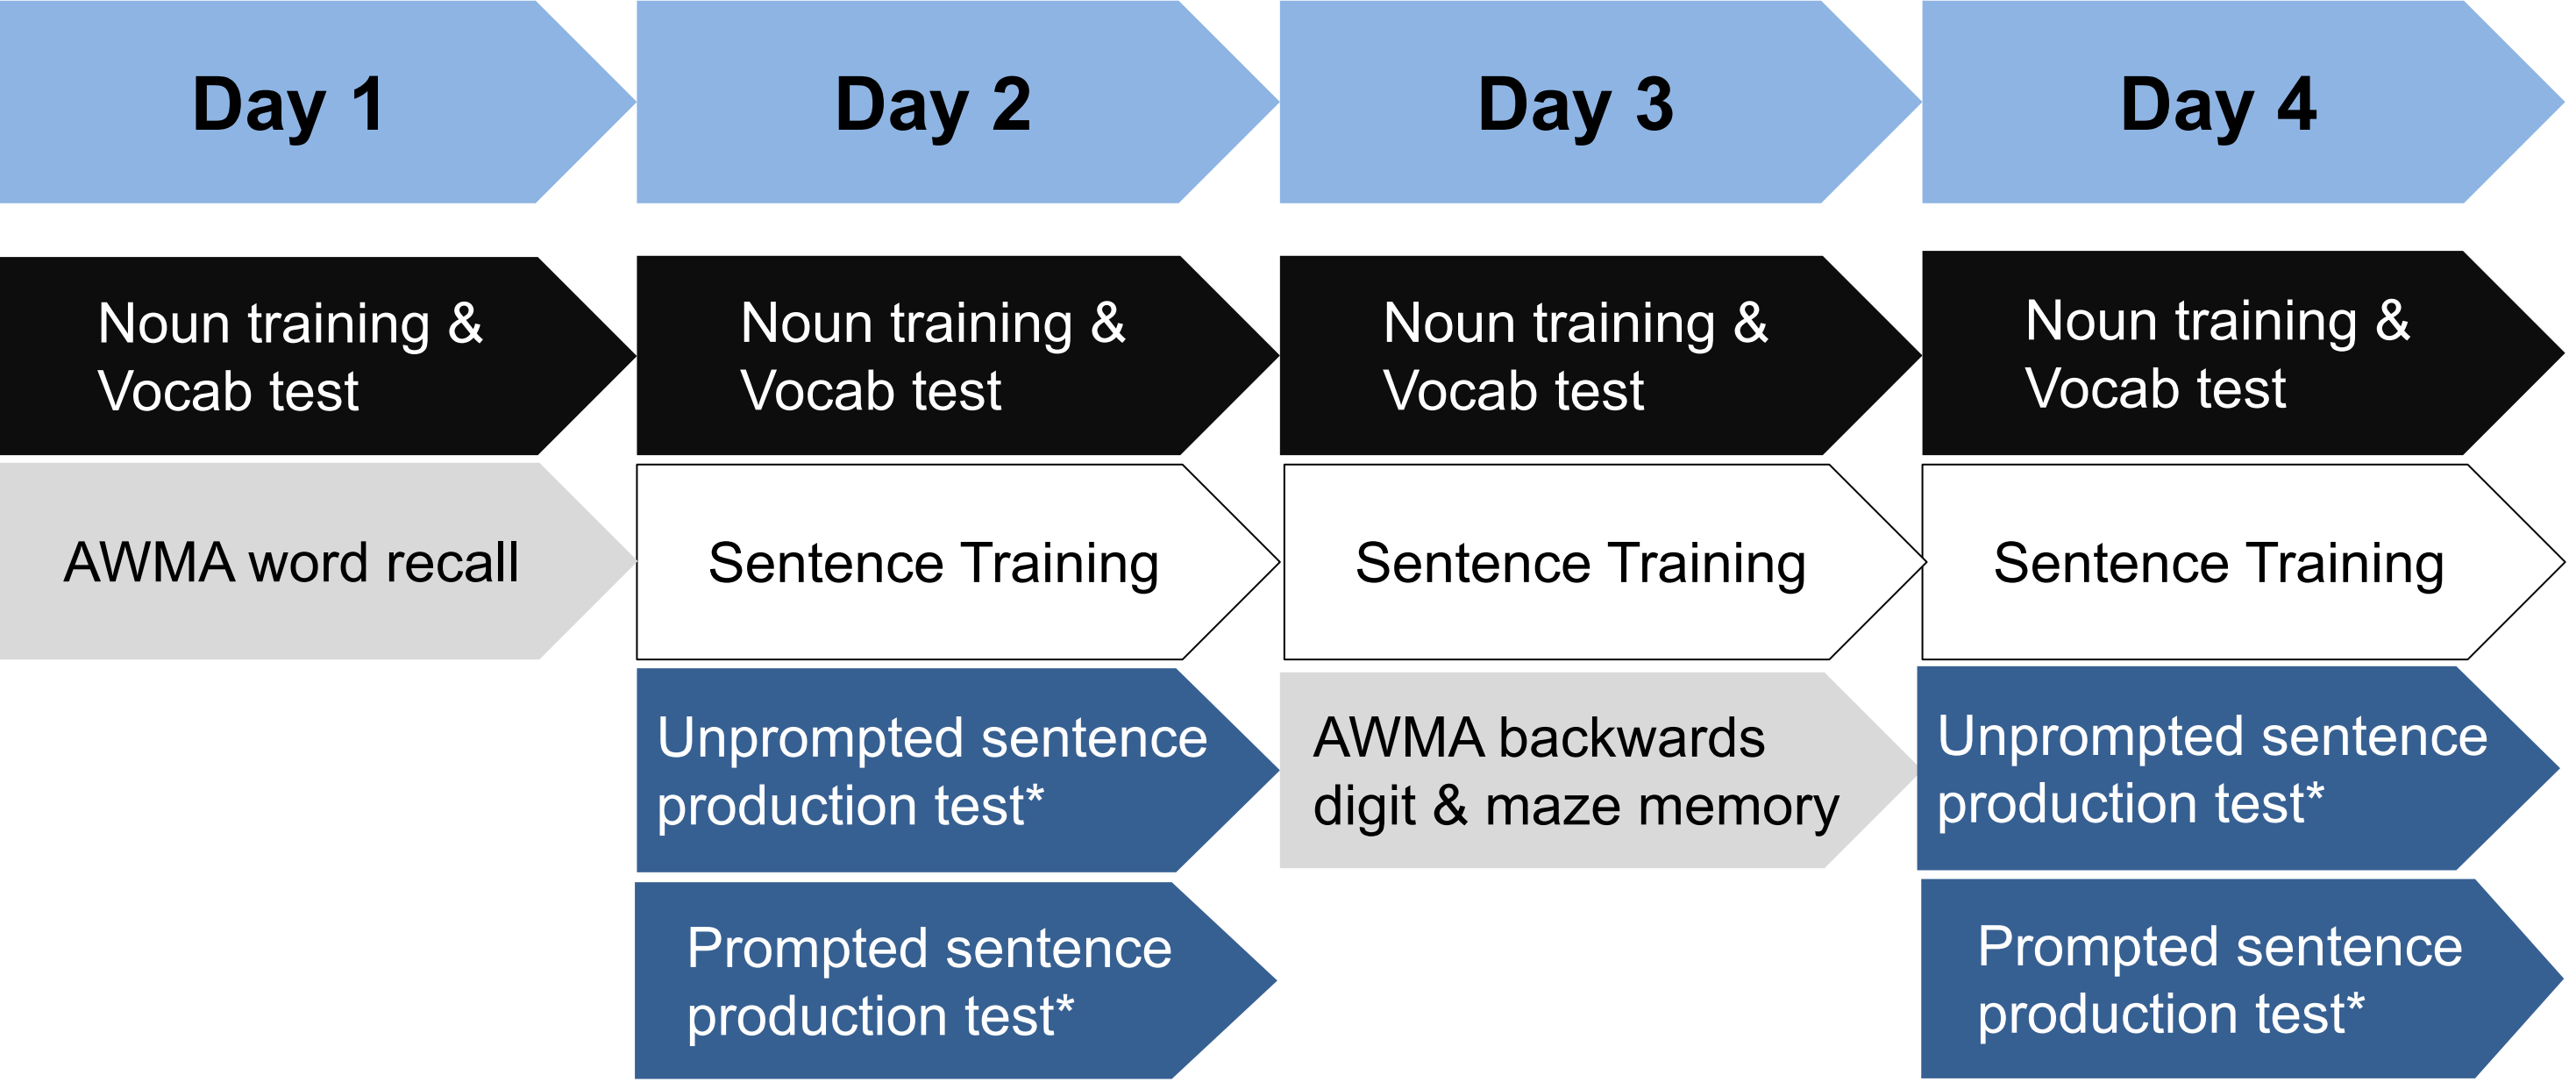 Day 1
Day 2
Day 3
Day 4
Noun training &
Vocab test
Noun training &
Vocab test
Noun training &
Vocab test
Noun training &
Vocab test
AWMA word recall
Sentence Training
Sentence Training
Sentence Training
Unprompted sentence
production test*
AWMA backwards
digit & maze memory
Unprompted sentence
production test*
Prompted sentence
production test*
Prompted sentence
production test*